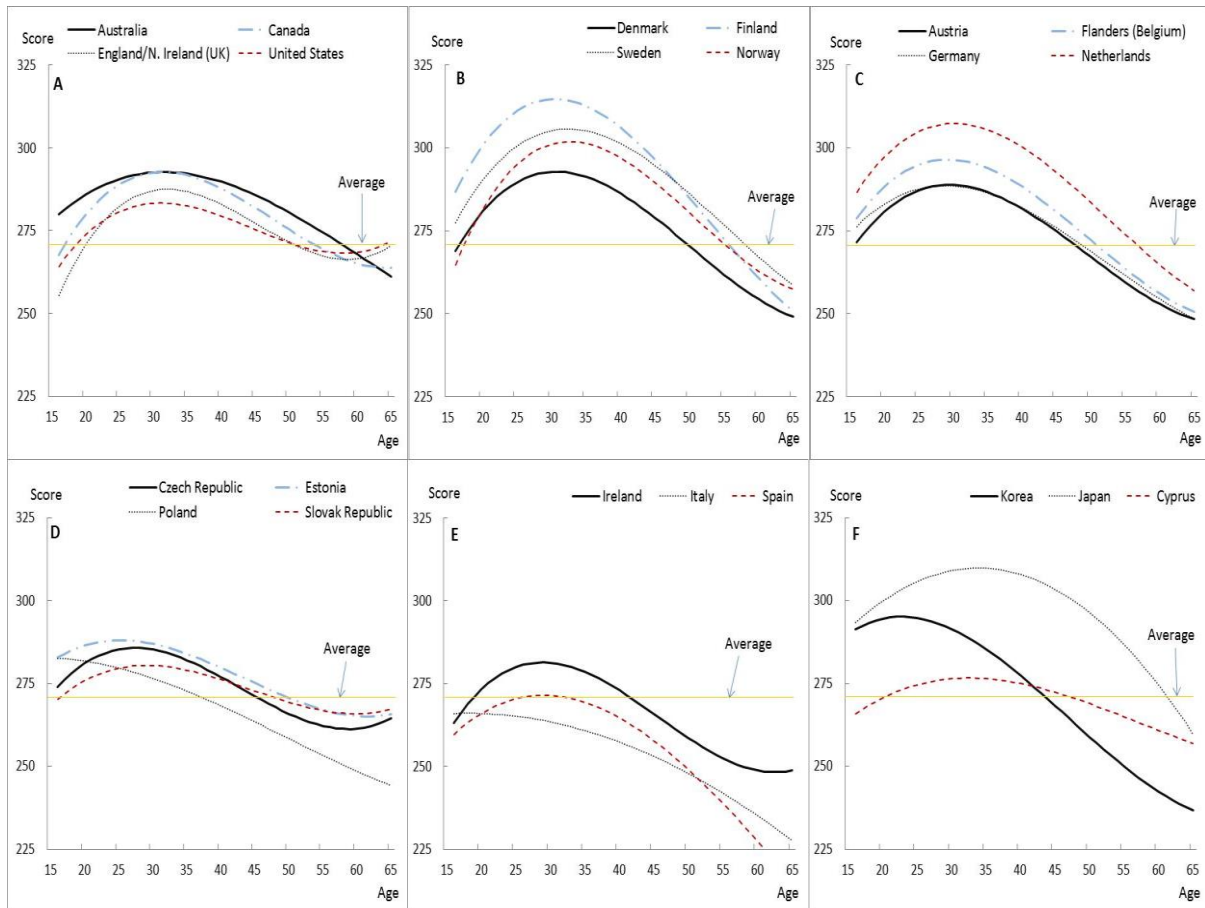 Australia Canada
Score England/N. Ireland (UK) United States
325
A
300
Average
275
250
225
15 20 25 30 35 40 45 50 55 60 65
Age
Denmark Finland
Score Sweden Norway
325
B
300
Average
275
250
225
15 20 25 30 35 40 45 50 55 60 65
Age
Austria Flanders (Belgium)
Score Germany Netherlands
325
C
300
Average
275
250
225
15 20 25 30 35 40 45 50 55 60 65
Age
Czech Republic Estonia
Score Poland Slovak Republic
325
D
300
Average
275
250
225
15 20 25 30 35 40 45 50 55 60 65
Age
Ireland Italy Spain
Score
325
E
300
Average
275
250
225
15 20 25 30 35 40 45 50 55 60 65
Age
Korea Japan Cyprus
Score
325
F
300
Average
275
250
225
15 20 25 30 35 40 45 50 55 60 65
Age